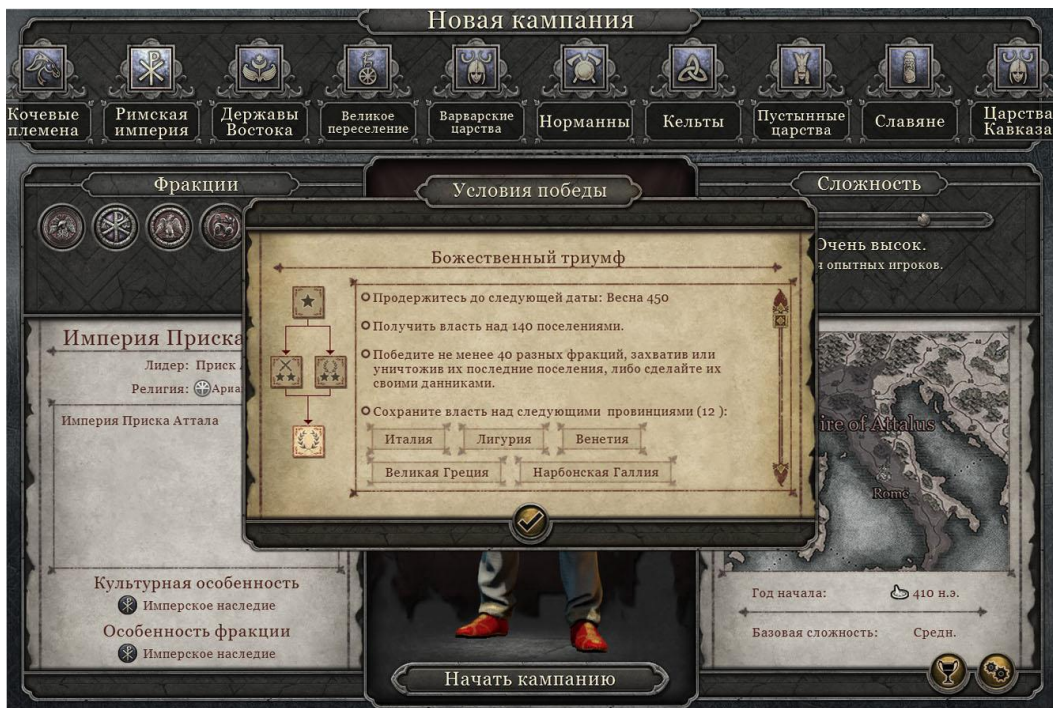 Новая кампания
Кочевые
племена
Римская
империя
Державы
Востока
Великое
переселение
Варварские
царства
Норманны
Кельты
Пустынные
царства
Славяне
Царства
Кавказа
Фракции
Условия победы
Сложность
Очень высок.
опытных игроков.
Божественный триумф
Продержитесь до следующей даты: Весна 450
Получить власть над 140 поселениями.
Победите не менее 40 разных фракций, захватив или
уничтожив их последние поселения, либо сделайте их
своими данниками.
Сохраните власть над следующими провинциями (12 ):
Италия
Лигурия
Венетия
Великая Греция
Нарбонская Галлия
Империя Приска
Лидер: Приск
Религия: Ариа
Империя Приска Аттала
Культурная особенность
Имперское наследие
Особенность фракции
Имперское наследие
ire of Attalus
Rome
Год начала: 410 н.э.
Базовая сложность: Средн.
Начать кампанию